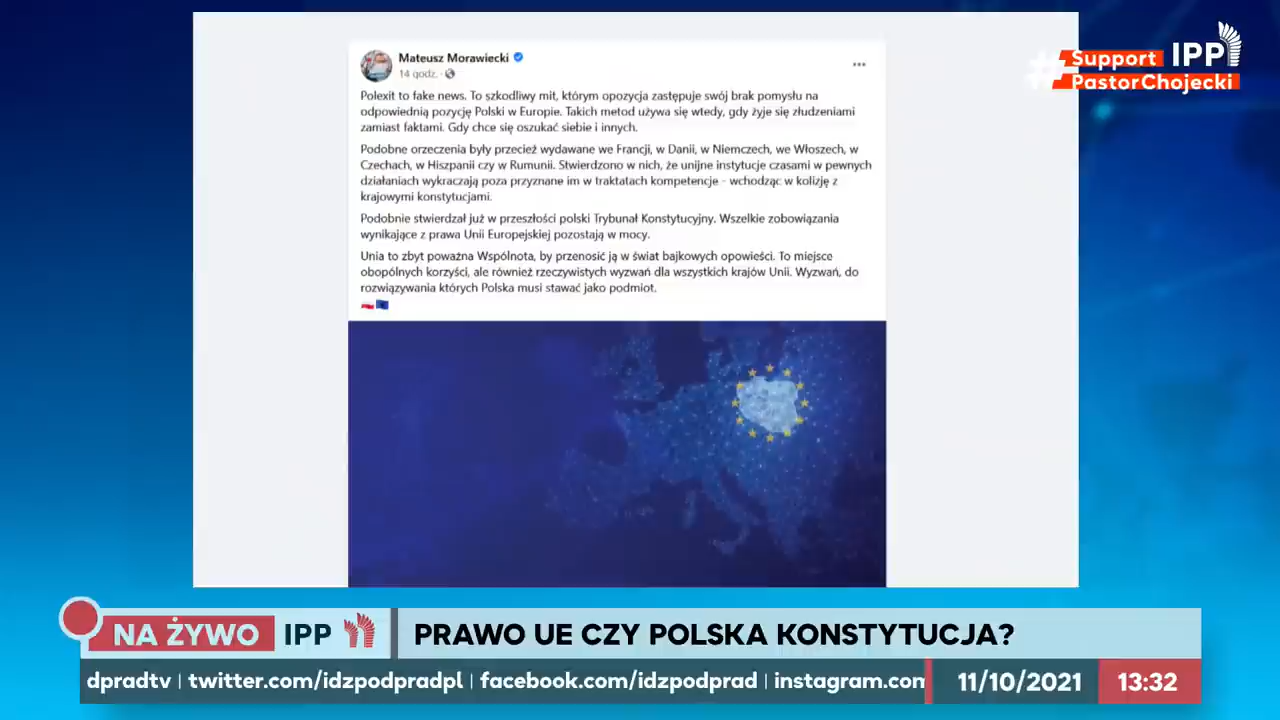 Mateusz Morawiecki
14 godz.
Polexit to fake news. To szkodliwy mit, którym opozycja zastępuje swój brak pomysłu na
odpowiednią pozycję Polski w Europie. Takich metod używa się wtedy, gdy żyje się złudzeniami
zamiast faktami. Gdy chce się oszukać siebie i innych.
Podobne orzeczenia były przecież wydawane we Francji, w Danii, w Niemczech, we Włoszech, w
Czechach, w Hiszpanii czy w Rumunii. Stwierdzono w nich, że unijne instytucje czasami w pewnych
działaniach wykraczają poza przyznane im w traktatach kompetencje - wchodząc w kolizję z
krajowymi konstytucjami.
Podobnie stwierdzał już w przeszłości polski Trybunał Konstytucyjny. Wszelkie zobowiązania
wynikające z prawa Unii Europejskiej pozostają w mocy.
Unia to zbyt poważna Wspólnota, by przenosić ją w świat bajkowych opowieści. To miejsce
obopólnych korzyści, ale również rzeczywistych wyzwań dla wszystkich krajów Unii. Wyzwań, do
rozwiązywania których Polska musi stawać jako podmiot.
#Support IPP
PastorChojecki
NA ŻYWO IPP PRAWO UE CZY POLSKA KONSTYTUCJA?
dpradtv | twitter.com/idzpodpradpl | facebook.com/idzpodprad | instagram.com 11/10/2021 13:32